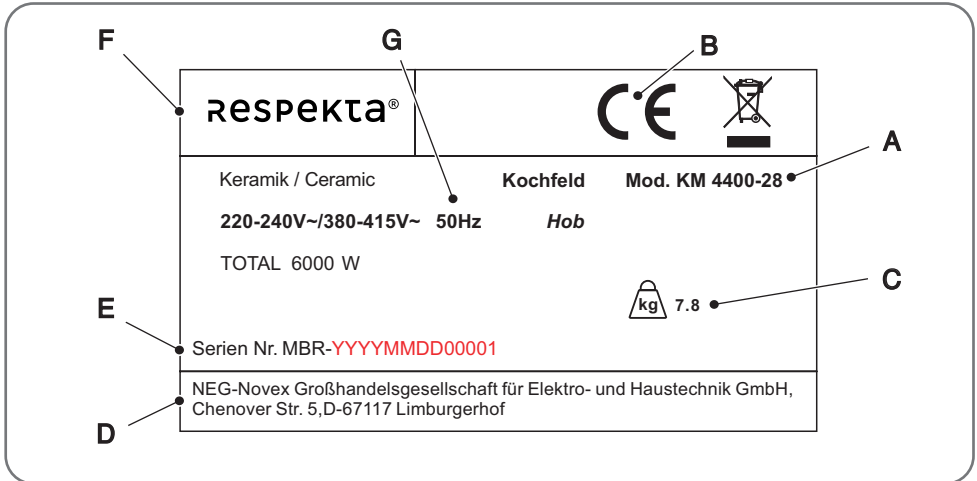 F
G
B
Respekta®
CE
A
Keramik / Ceramic Kochfeld Mod. KM 4400-28
220-240V~/380-415V~ 50Hz Hob
TOTAL 6000 W
C
kg 7.8
E
Serien Nr. MBR-YYYYMMDD00001
NEG-Novex Großhandelsgesellschaft für Elektro- und Haustechnik GmbH,
Chenover Str. 5,D-67117 Limburgerhof
D